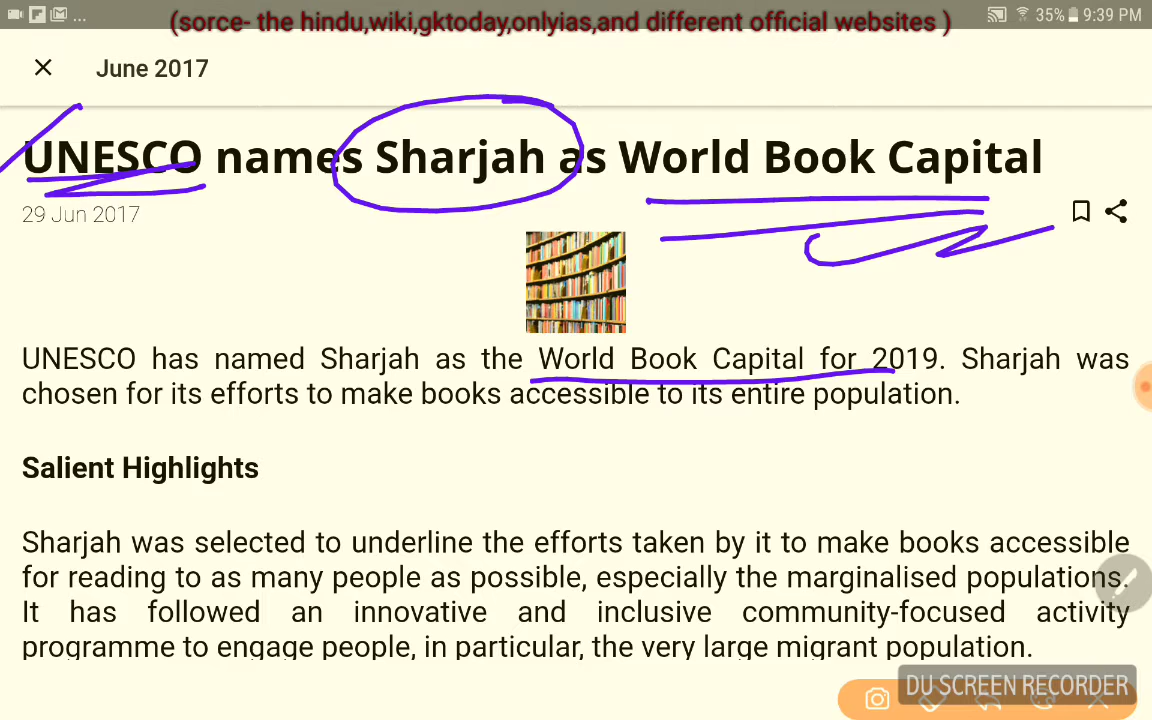 (sorce- the hindu,wiki,gktoday,onlyias,and different official websites )
35% 9:39 PM
June 2017
UNESCO names Sharjah as World Book Capital
29 Jun 2017
UNESCO has named Sharjah as the World Book Capital for 2019. Sharjah was
chosen for its efforts to make books accessible to its entire population.
Salient Highlights
Sharjah was selected to underline the efforts taken by it to make books accessible
for reading to as many people as possible, especially the marginalised populations.
It has followed an innovative and inclusive community-focused activity
programme to engage people, in particular, the very large migrant population.
DU SCREEN RECORDER